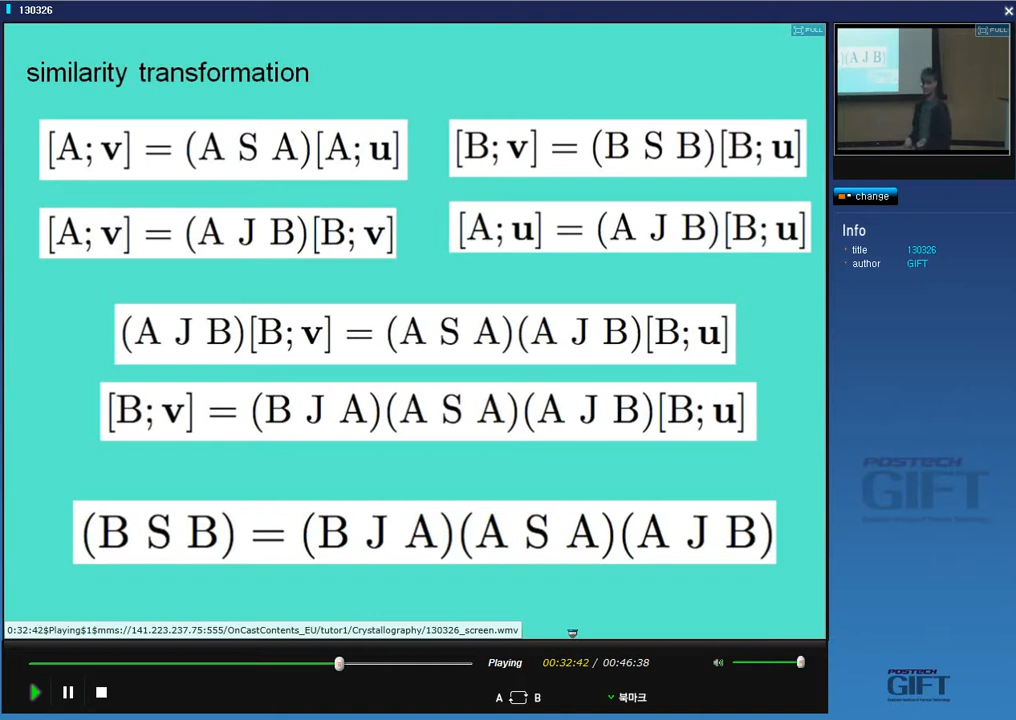 130326
FULL
FULL
similarity transformation
[A; v] = (A S A)[A; u]
[B; v] = (B S B)[B; u]
[A; v] = (A J B)[B; v]
[A; u] = (A J B)[B; u]
(A J B)[B; v] = (A S A)(A J B)[B; u]
[B; v] = (B J A)(A S A)(A J B)[B; u]
(B S B) = (B J A)(A S A)(A J B)
)(A J B)
change
Info
title 130326
author GIFT
POSTECH
GIFT
0:32:42$Playing$1$mms://141.223.237.75:555/OnCastContents_EU/tutor1/Crystallography/130326_screen.wmv
Playing 00:32:42 / 00:46:38
A B 북마크
POSTECH
GIFT